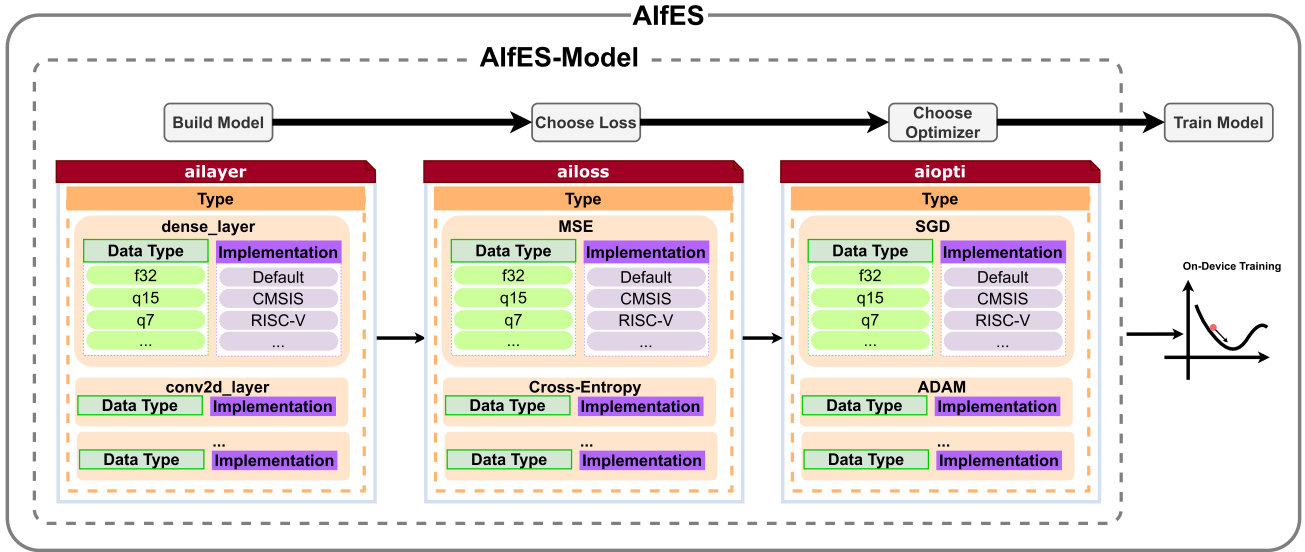 AIfES
AIfES-Model
Build Model
Choose Loss
Choose
Optimizer
Train Model
ailayer
Type
dense_layer
Data Type
Implementation
f32
Default
q15
CMSIS
q7
RISC-V
...
...
conv2d_layer
Data Type
Implementation
...
Data Type
Implementation
ailoss
Type
MSE
Data Type
Implementation
f32
Default
q15
CMSIS
q7
RISC-V
...
...
Cross-Entropy
Data Type
Implementation
...
Data Type
Implementation
aiopti
Type
SGD
Data Type
Implementation
f32
Default
q15
CMSIS
q7
RISC-V
...
...
ADAM
Data Type
Implementation
...
Data Type
Implementation
On-Device Training